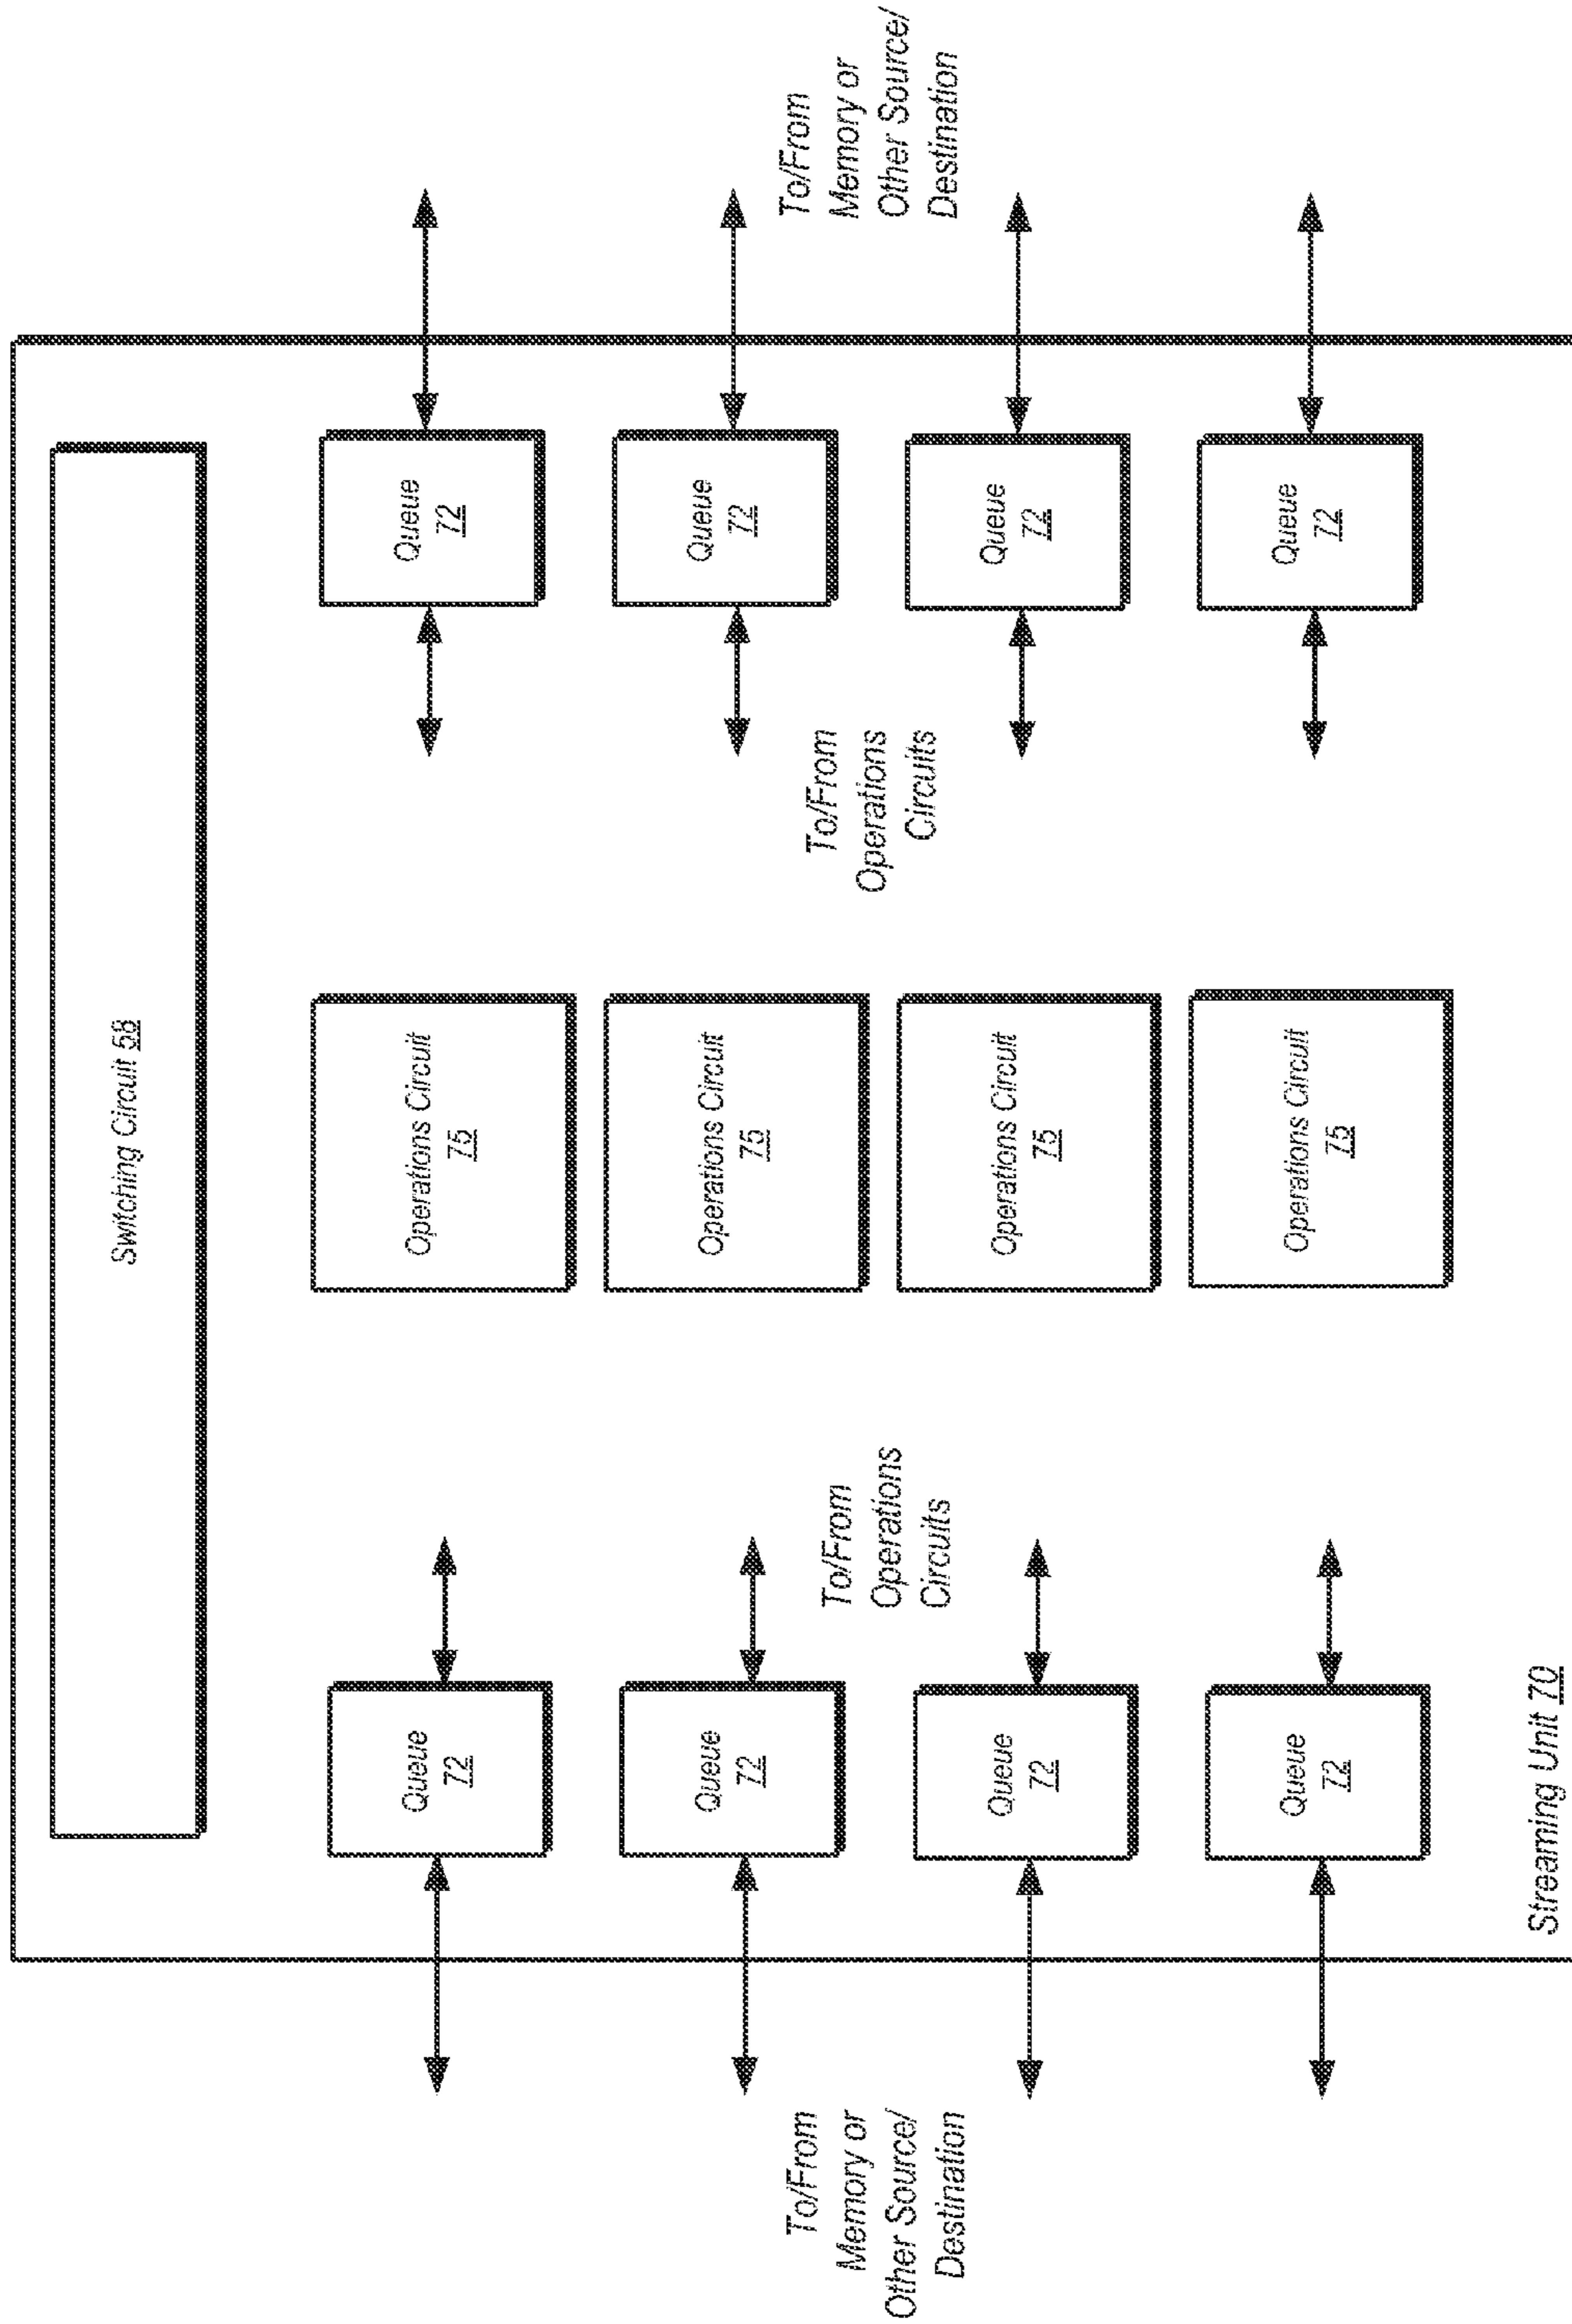 Switching Circuit 58
Queue
72
Operations Circuit
75
Queue
72
Queue
72
Operations Circuit
75
Queue
72
To/From
Memory or
Other Source/
Destination
To/From
Operations
Circuits
To/From
Operations
Circuits
To/From
Memory or
Other Source/
Destination
Queue
72
Operations Circuit
75
Queue
72
Queue
72
Operations Circuit
75
Queue
72
Streaming Unit 70